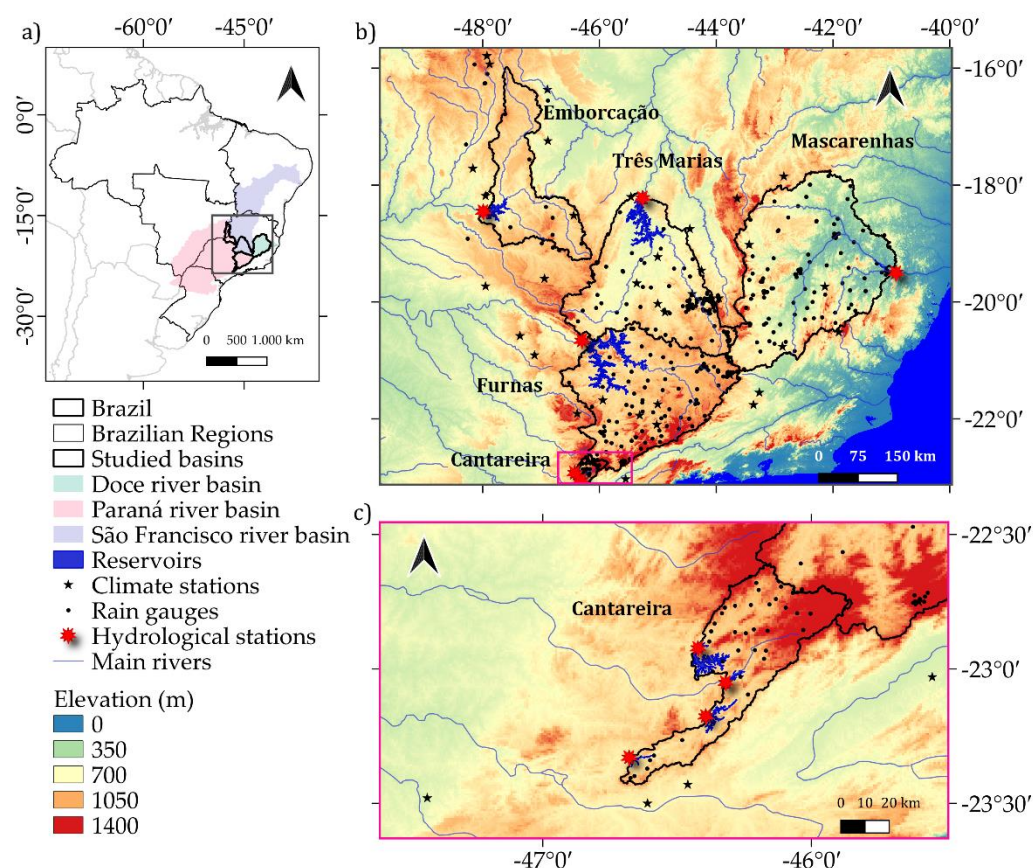 a)
-60°0′ -45°0′
0°0′
-15°0′
-30°0′
0 500 1.000 km
b)
-48°0′ -46°0′ -44°0′ -42°0′ -40°0′
-16°0′
-18°0′
-20°0′
-22°0′
Emborcação
Três Marias
Mascarenhas
Furnas
Cantareira
0 75 150 km
Brazil
Brazilian Regions
Studied basins
Doce river basin
Paraná river basin
São Francisco river basin
Reservoirs
Climate stations
Rain gauges
Hydrological stations
Main rivers
Elevation (m)
0
350
700
1050
1400
c)
-22°30′
-23°0′
-23°30′
Cantareira
0 10 20 km
-47°0′ -46°0′